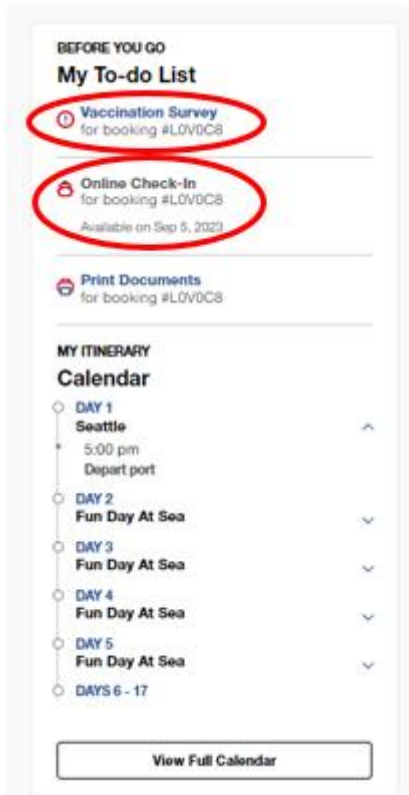 BEFORE YOU GO
My To-do List
Vaccination Survey
for booking #L0V0C8
Online Check-In
for booking #L0V0C8
Available on Sep 5, 2023
Print Documents
for booking #L0V0C8
MY ITINERARY
Calendar
DAY 1
Seattle
5:00 pm
Depart port
DAY 2
Fun Day At Sea
DAY 3
Fun Day At Sea
DAY 4
Fun Day At Sea
DAY 5
Fun Day At Sea
DAYS 6 - 17
View Full Calendar